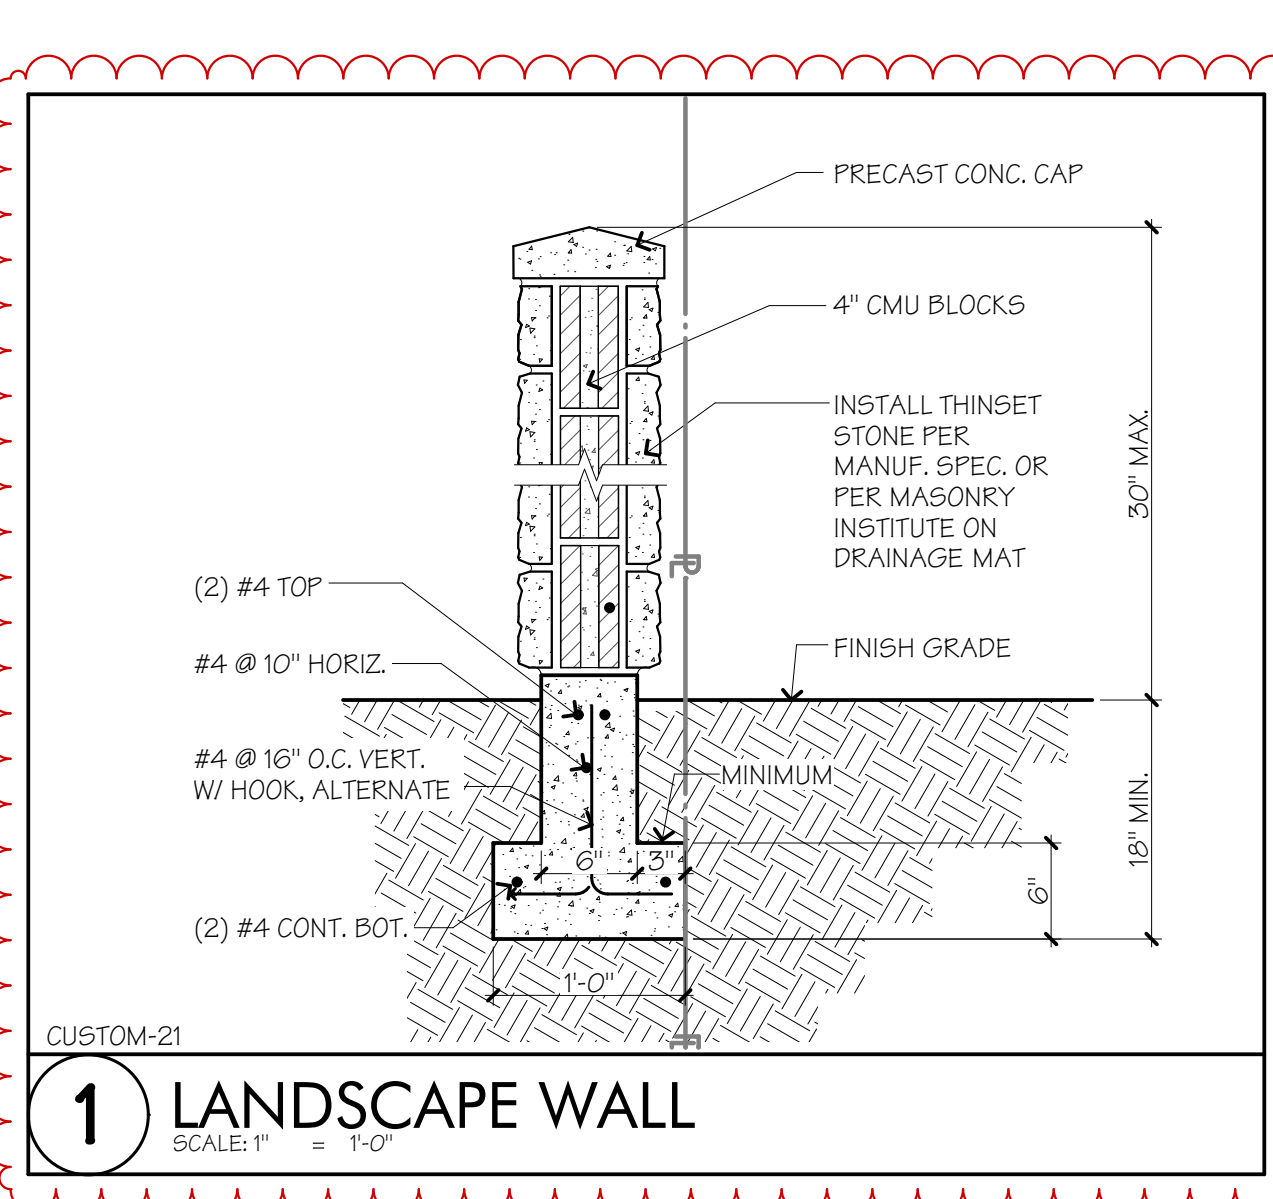 PRECAST CONC. CAP
4" CMU BLOCKS
INSTALL THINSET
STONE PER
MANUF. SPEC. OR
PER MASONRY
INSTITUTE ON
DRAINAGE MAT
30" MAX.
PL
(2) #4 TOP
FINISH GRADE
#4 @ 10" HORIZ.
#4 @ 16" O.C. VERT.
W/ HOOK, ALTERNATE
MINIMUM
18" MIN.
6"
3"
6"
(2) #4 CONT. BOT.
1'-0"
CUSTOM-21
1
LANDSCAPE WALL
SCALE: 1" = 1'-0"